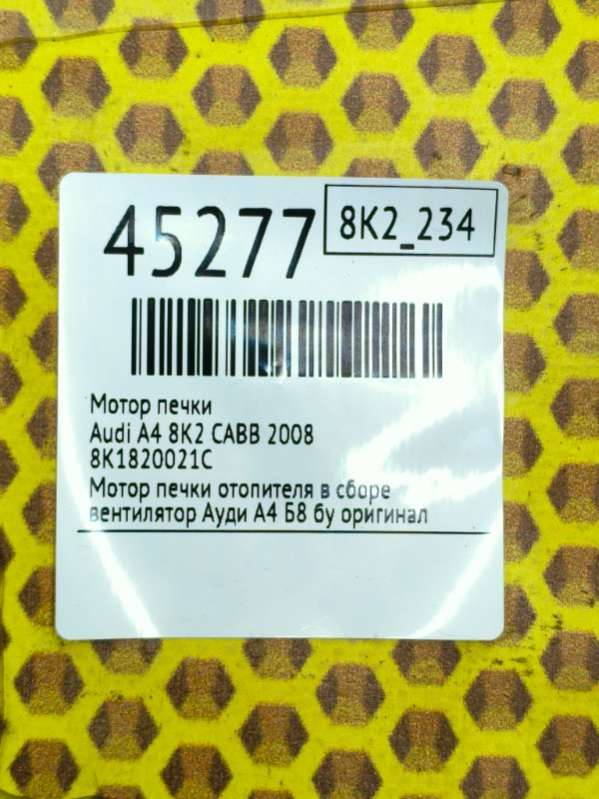 45277
8K2_234
Мотор печки
Audi A4 8K2 CABB 2008
8K1820021C
Мотор печки отопителя в сборе
вентилятор Ауди А4 Б8 бу оригинал